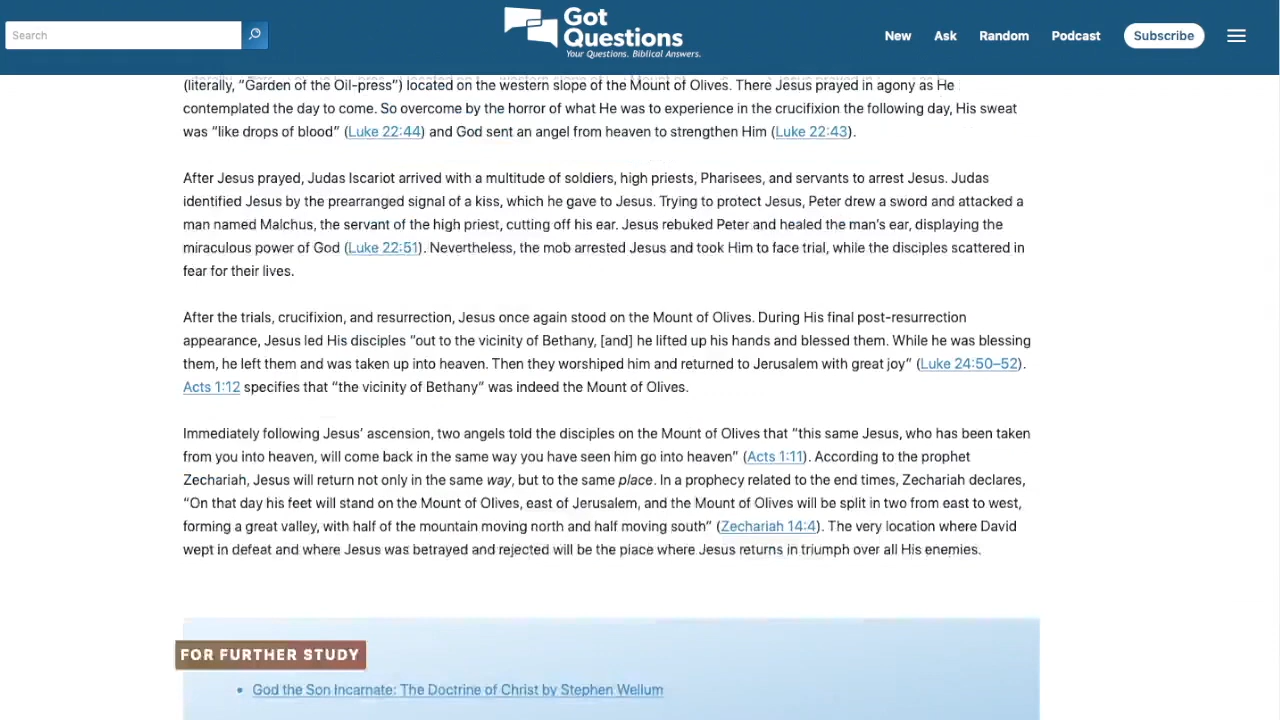 Search
Got
Questions
Your Questions. Biblical Answers.
New
Ask
Random
Podcast
Subscribe
(literally, “Garden of the Oil-press”) located on the western slope of the Mount of Olives. There Jesus prayed in agony as He
contemplated the day to come. So overcome by the horror of what He was to experience in the crucifixion the following day, His sweat
was “like drops of blood” (Luke 22:44) and God sent an angel from heaven to strengthen Him (Luke 22:43).
After Jesus prayed, Judas Iscariot arrived with a multitude of soldiers, high priests, Pharisees, and servants to arrest Jesus. Judas
identified Jesus by the prearranged signal of a kiss, which he gave to Jesus. Trying to protect Jesus, Peter drew a sword and attacked a
man named Malchus, the servant of the high priest, cutting off his ear. Jesus rebuked Peter and healed the man’s ear, displaying the
miraculous power of God (Luke 22:51). Nevertheless, the mob arrested Jesus and took Him to face trial, while the disciples scattered in
fear for their lives.
After the trials, crucifixion, and resurrection, Jesus once again stood on the Mount of Olives. During His final post-resurrection
appearance, Jesus led His disciples “out to the vicinity of Bethany, [and] he lifted up his hands and blessed them. While he was blessing
them, he left them and was taken up into heaven. Then they worshiped him and returned to Jerusalem with great joy” (Luke 24:50–52).
Acts 1:12 specifies that “the vicinity of Bethany” was indeed the Mount of Olives.
Immediately following Jesus’ ascension, two angels told the disciples on the Mount of Olives that “this same Jesus, who has been taken
from you into heaven, will come back in the same way you have seen him go into heaven” (Acts 1:11). According to the prophet
Zechariah, Jesus will return not only in the same way, but to the same place. In a prophecy related to the end times, Zechariah declares,
“On that day his feet will stand on the Mount of Olives, east of Jerusalem, and the Mount of Olives will be split in two from east to west,
forming a great valley, with half of the mountain moving north and half moving south” (Zechariah 14:4). The very location where David
wept in defeat and where Jesus was betrayed and rejected will be the place where Jesus returns in triumph over all His enemies.
FOR FURTHER STUDY
• God the Son Incarnate: The Doctrine of Christ by Stephen Wellum